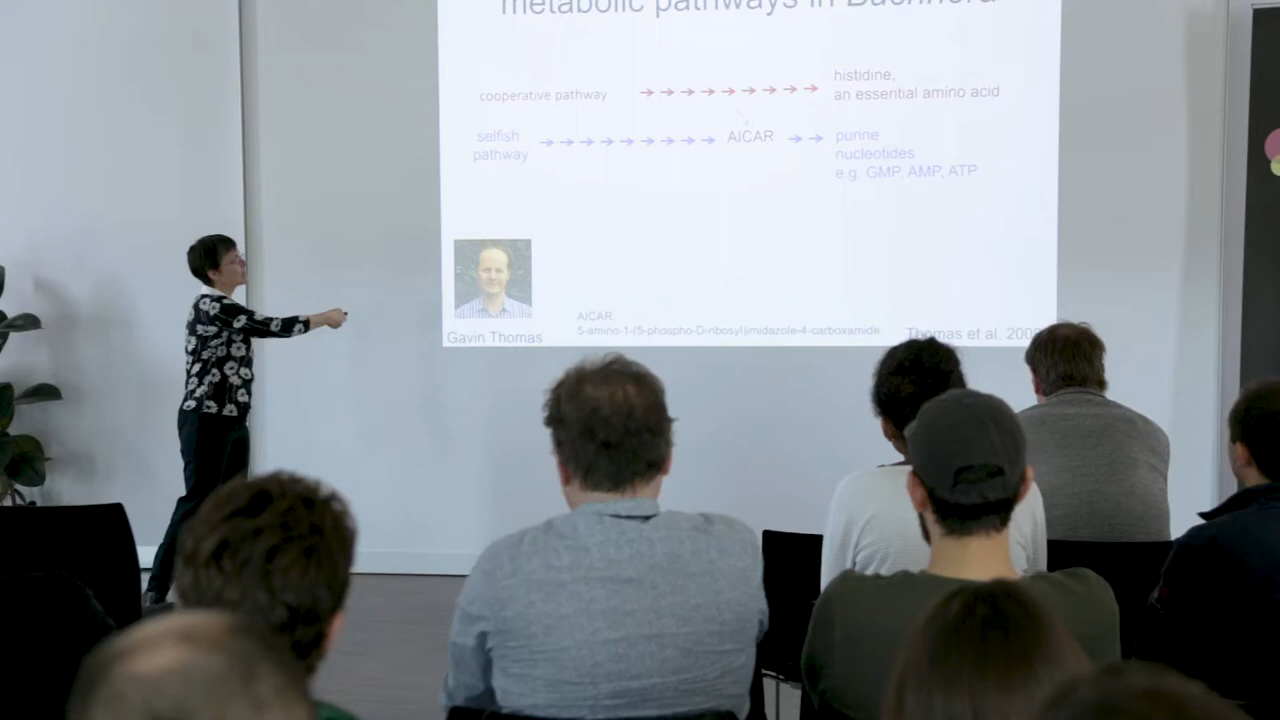 metabolic pathways in Buchnera
cooperative pathway
histidine,
an essential amino acid
selfish
pathway
AICAR
purine
nucleotides
e.g. GMP, AMP, ATP
Gavin Thomas
AICAR
5-amino-1-(5-phospho-D-ribosyl)imidazole-4-carboxamide
Thomas et al. 2009